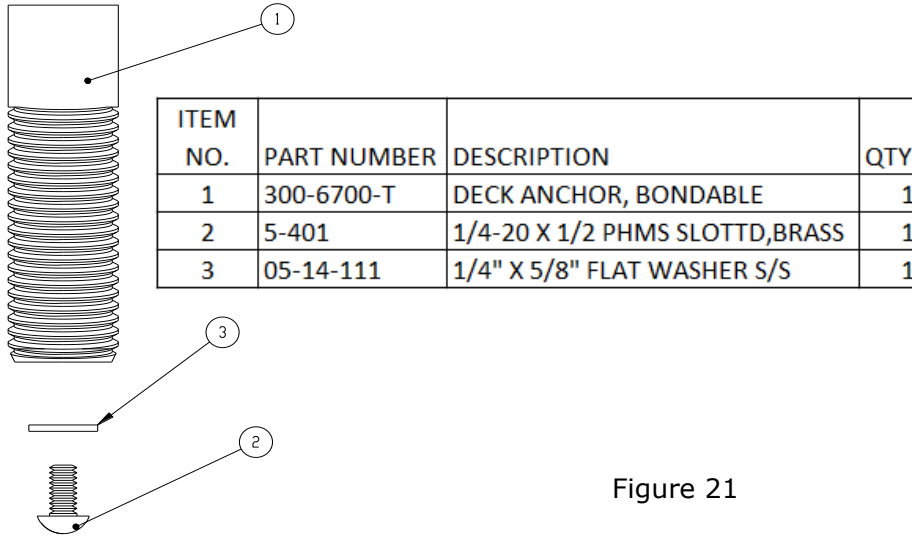 1
ITEM NO. PART NUMBER DESCRIPTION QTY
1 300-6700-T DECK ANCHOR, BONDABLE 1
2 5-401 1/4-20 X 1/2 PHMS SLOTTD,BRASS 1
3 05-14-111 1/4" X 5/8" FLAT WASHER S/S 1
3
2
Figure 21